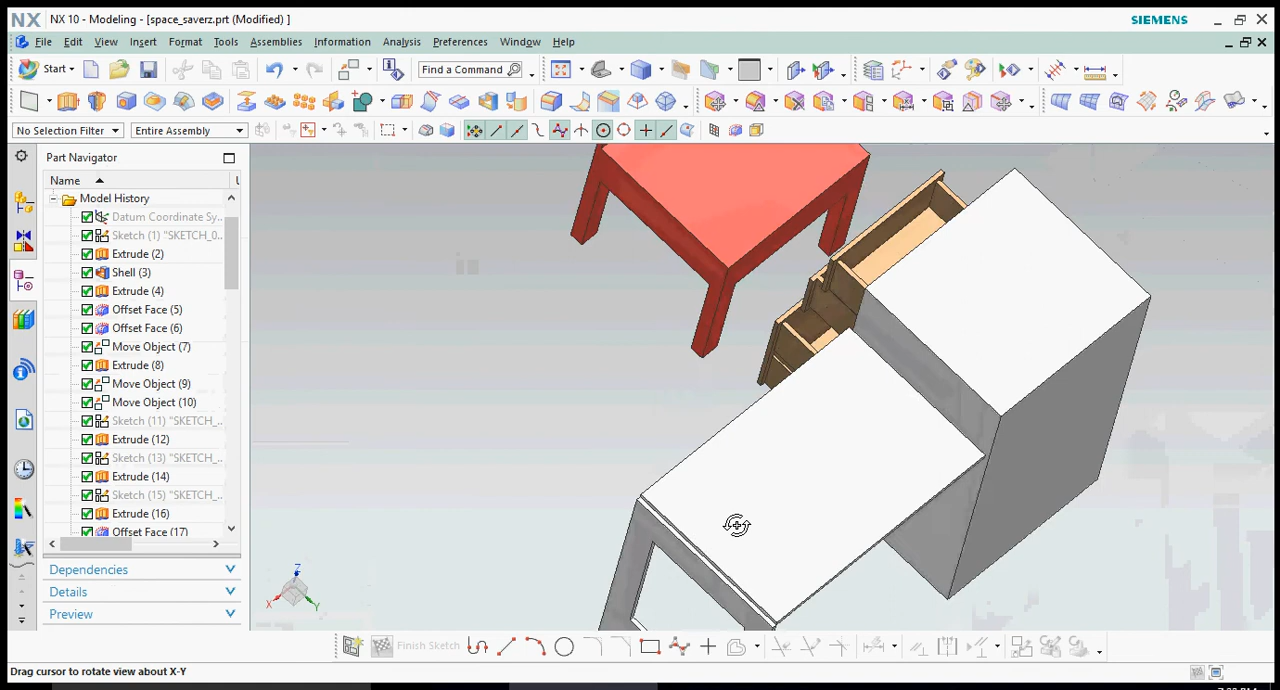 NX NX 10 - Modeling - [space_saverz.prt (Modified) ] SIEMENS
File Edit View Insert Format Tools Assemblies Information Analysis Preferences Window Help
Start Find a Command
No Selection Filter Entire Assembly
Part Navigator
Name
Model History
Datum Coordinate Sy...
Sketch (1) "SKETCH_0...
Extrude (2)
Shell (3)
Extrude (4)
Offset Face (5)
Offset Face (6)
Move Object (7)
Extrude (8)
Move Object (9)
Move Object (10)
Sketch (11) "SKETCH_...
Extrude (12)
Sketch (13) "SKETCH_...
Extrude (14)
Sketch (15) "SKETCH_...
Extrude (16)
Offset Face (17)
Dependencies
Details
Preview
Z
X
Y
Finish Sketch
Drag cursor to rotate view about X-Y